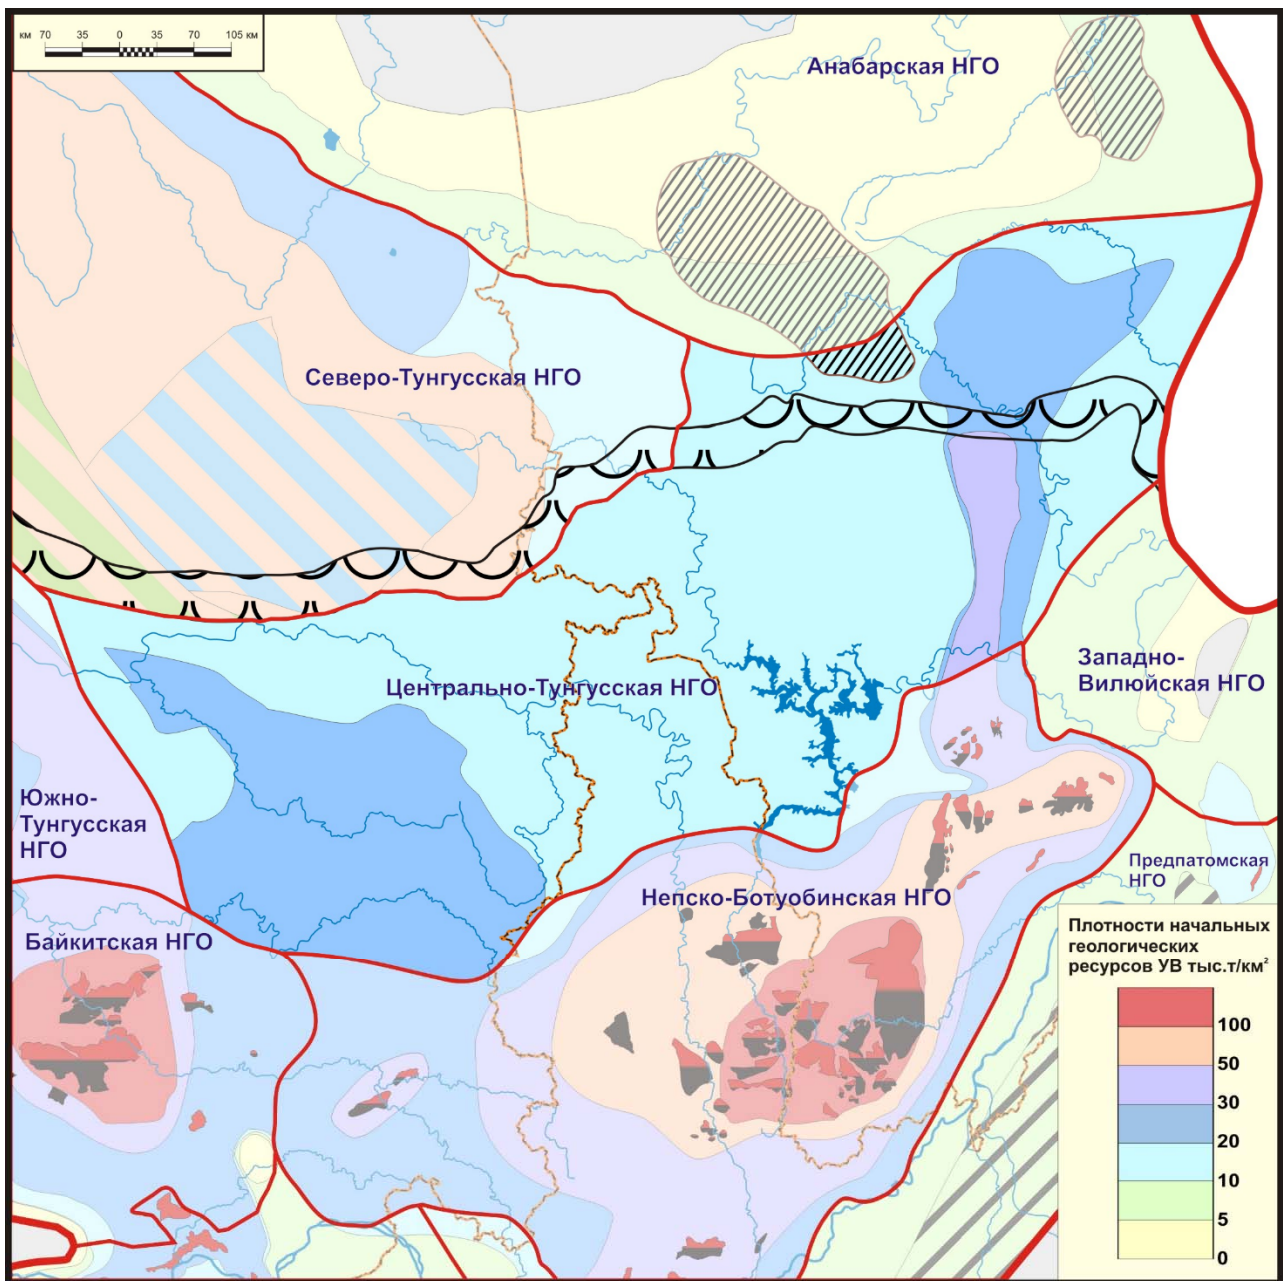 км 70 35 0 35 70 105 км
Анабарская НГО
Северо-Тунгусская НГО
Западно-
Вилюйская НГО
Центрально-Тунгусская НГО
Южно-
Тунгусская
НГО
Предпатомская
НГО
Непско-Ботуобинская НГО
Байкитская НГО
Плотности начальных
геологических
ресурсов УВ тыс.т/км²
100
50
30
20
10
5
0